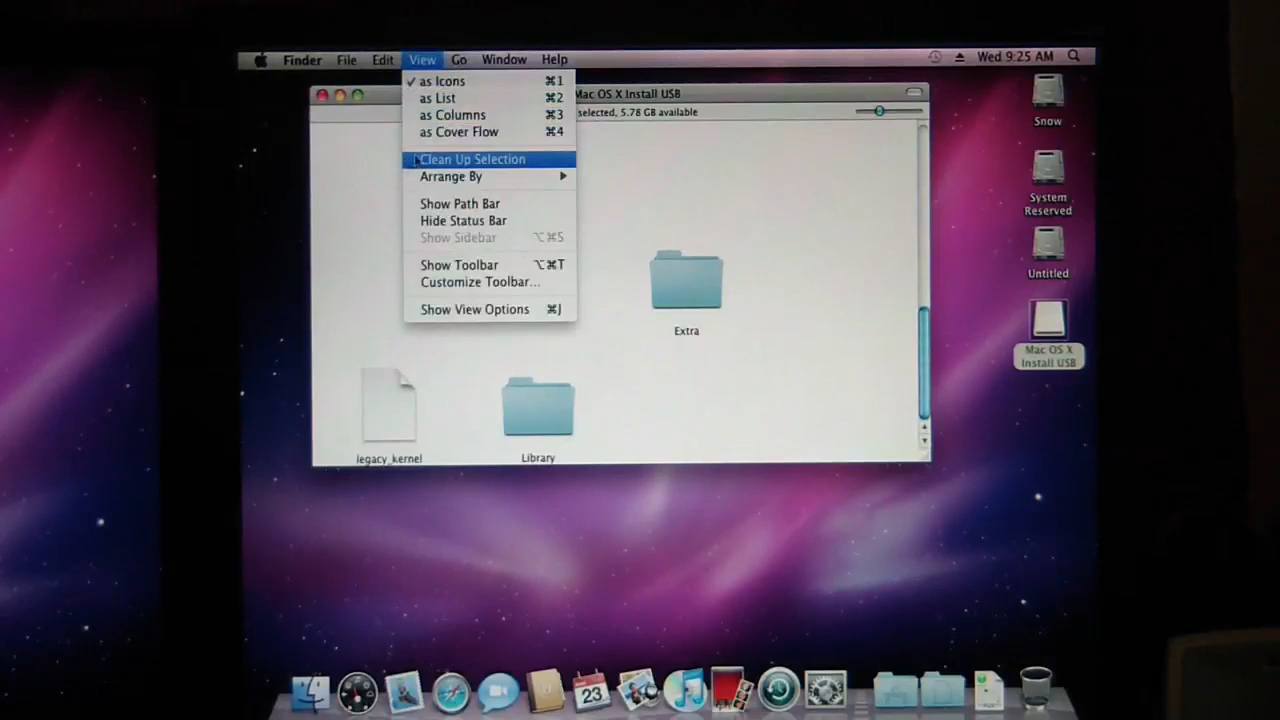 Finder File Edit View Go Window Help
Wed 9:25 AM
as Icons ⌘1
as List ⌘2
as Columns ⌘3
as Cover Flow ⌘4
Clean Up Selection
Arrange By
Show Path Bar
Hide Status Bar
Show Sidebar ⌥⌘S
Show Toolbar ⌥⌘T
Customize Toolbar...
Show View Options ⌘J
Mac OS X Install USB
selected, 5.78 GB available
Extra
legacy_kernel
Library
Snow
System
Reserved
Untitled
Mac OS X
Install USB
23